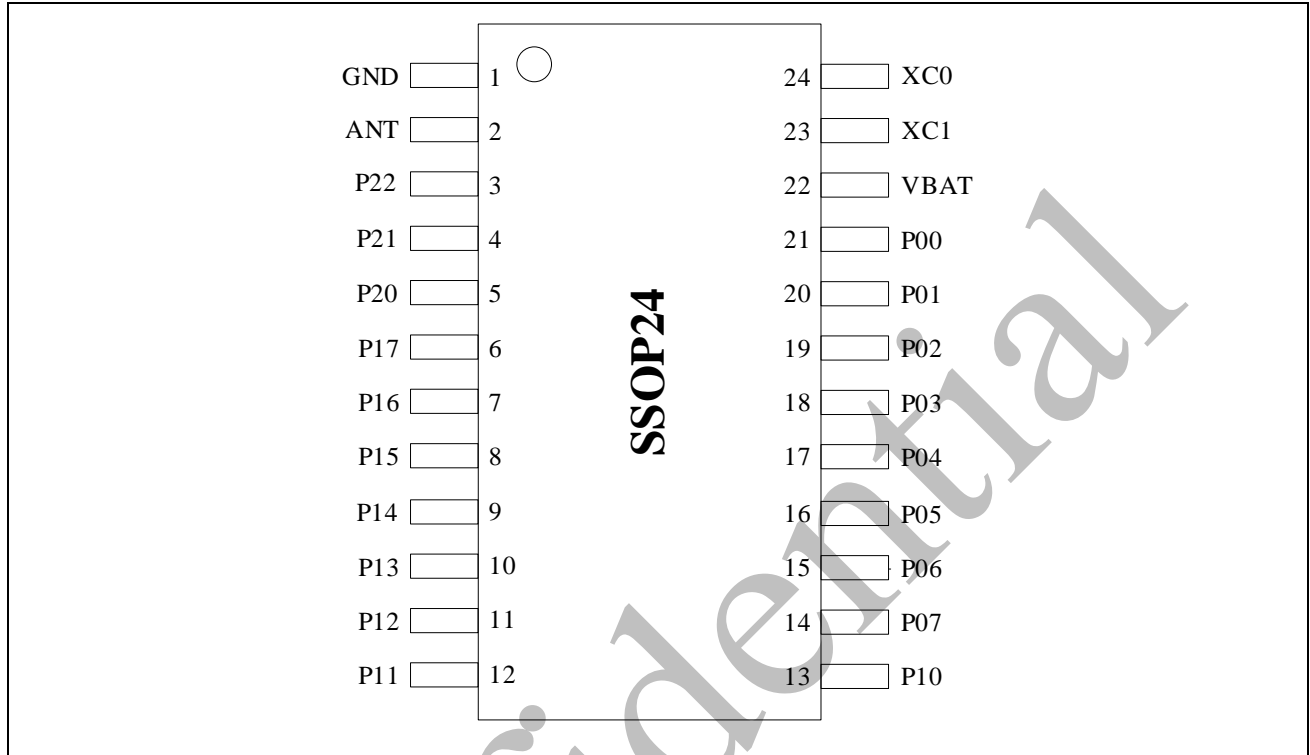 GND 1 24 XC0
ANT 2 23 XC1
P22 3 22 VBAT
P21 4 21 P00
P20 5 20 P01
P17 6 19 P02
P16 7 18 P03
P15 8 17 P04
P14 9 16 P05
P13 10 15 P06
P12 11 14 P07
P11 12 13 P10
SSOP24
fidential